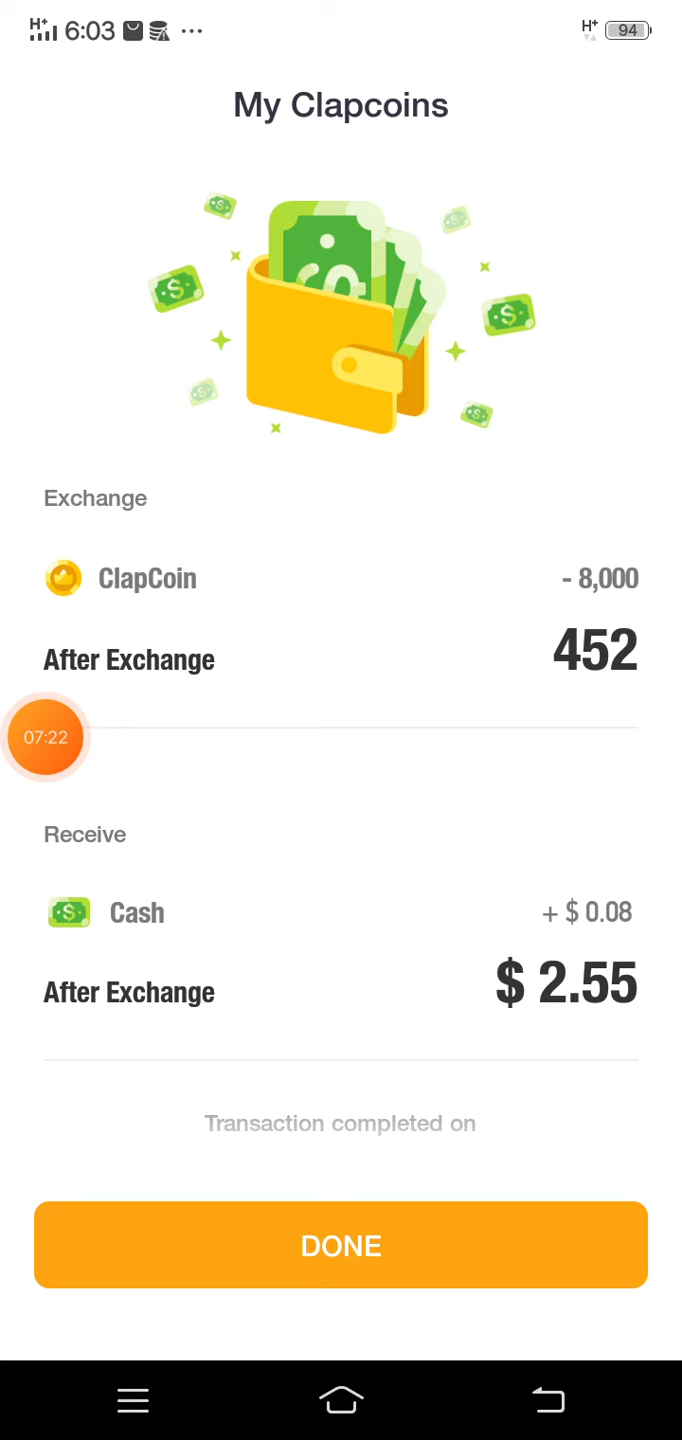 H+ 6:03 ...
H+ 94
My Clapcoins
Exchange
ClapCoin - 8,000
After Exchange 452
07:22
Receive
Cash + $ 0.08
After Exchange $ 2.55
Transaction completed on
DONE